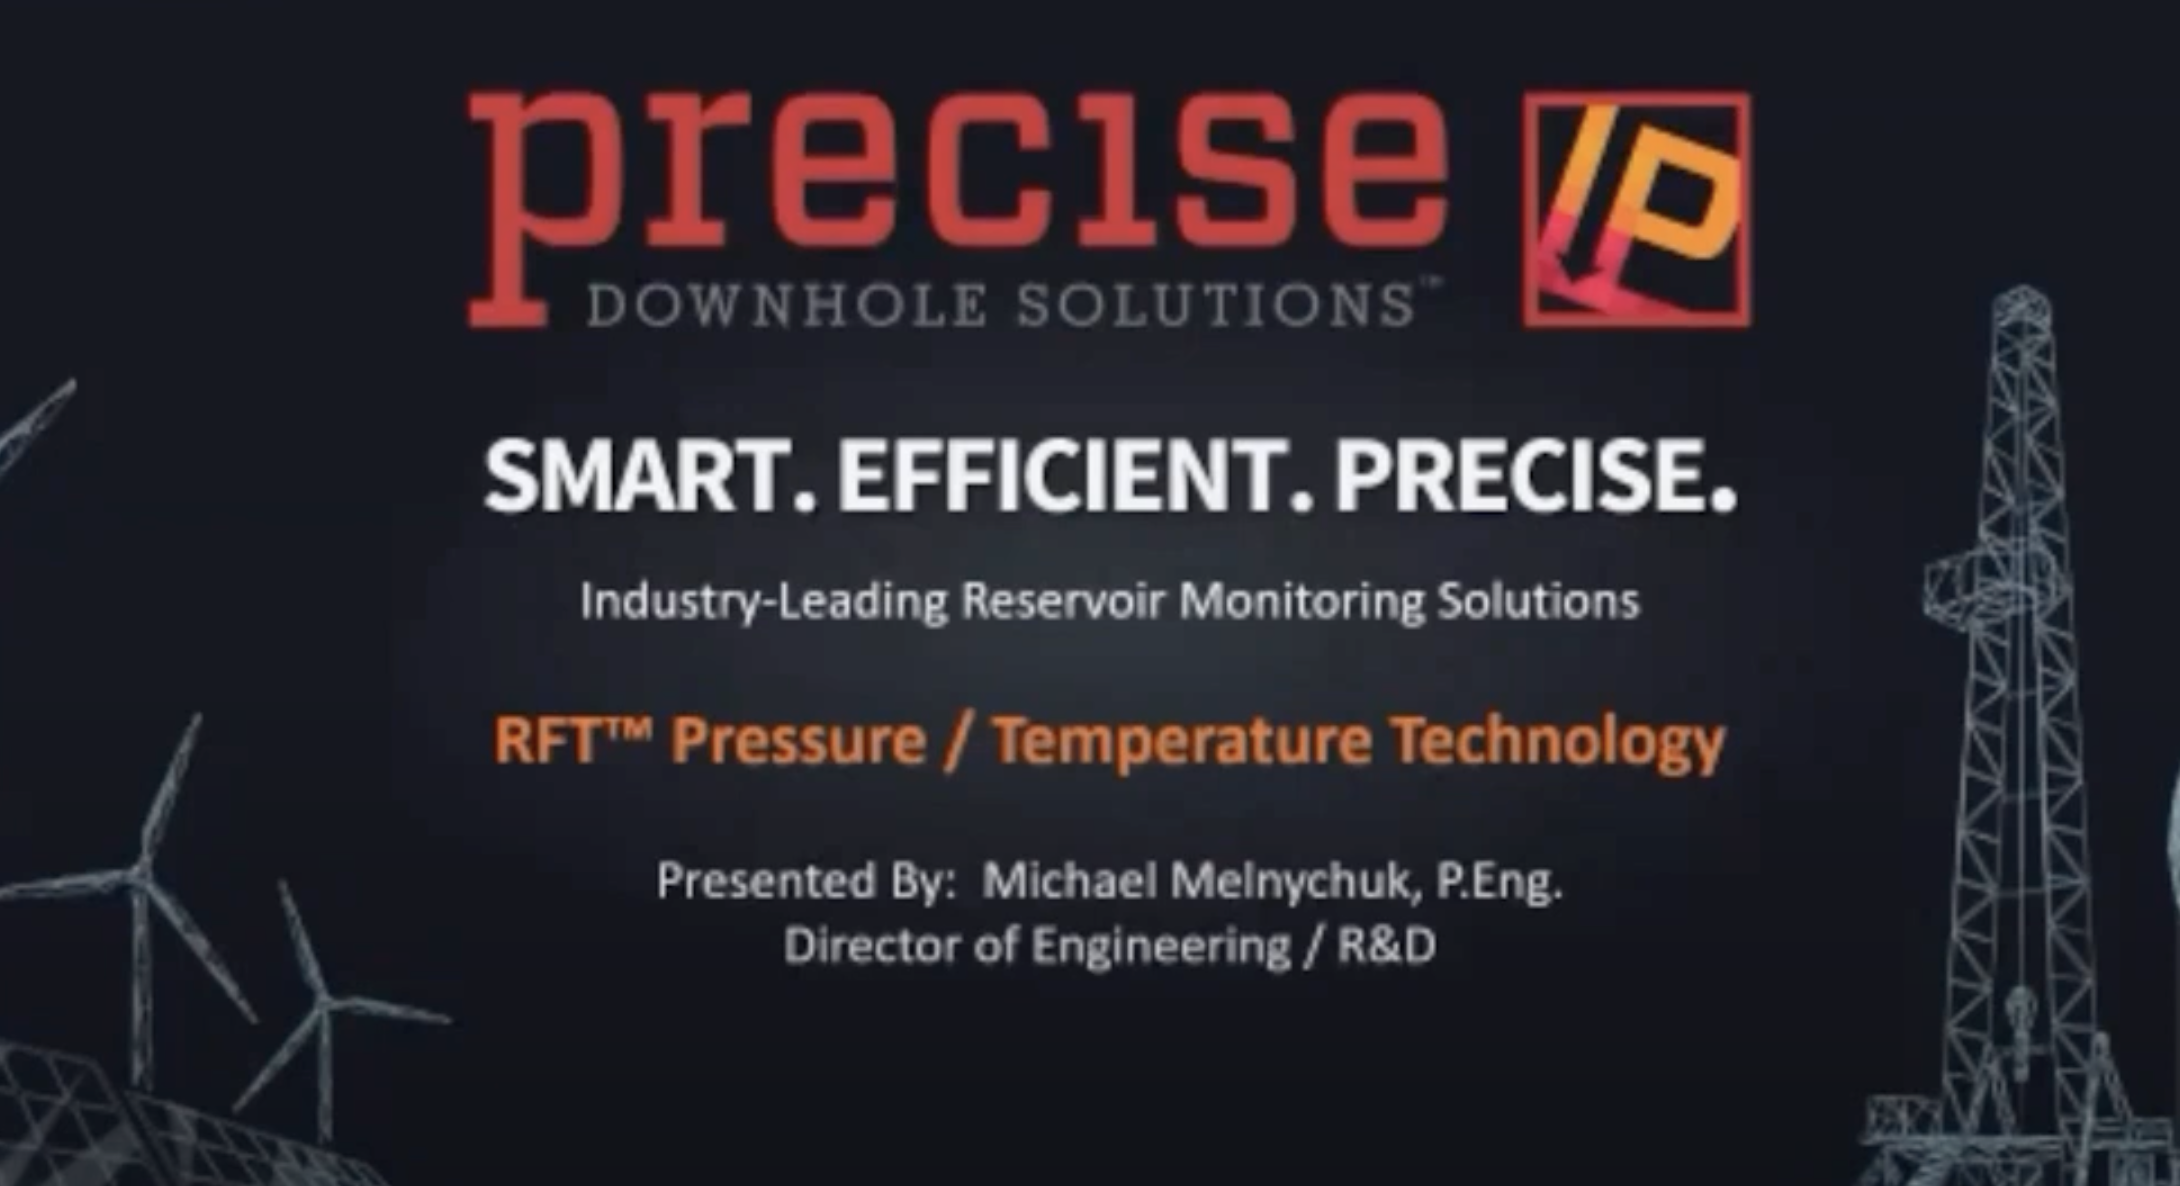 precise
DOWNHOLE SOLUTIONS™
SMART. EFFICIENT. PRECISE.
Industry-Leading Reservoir Monitoring Solutions
RFT™ Pressure / Temperature Technology
Presented By: Michael Melnychuk, P.Eng.
Director of Engineering / R&D